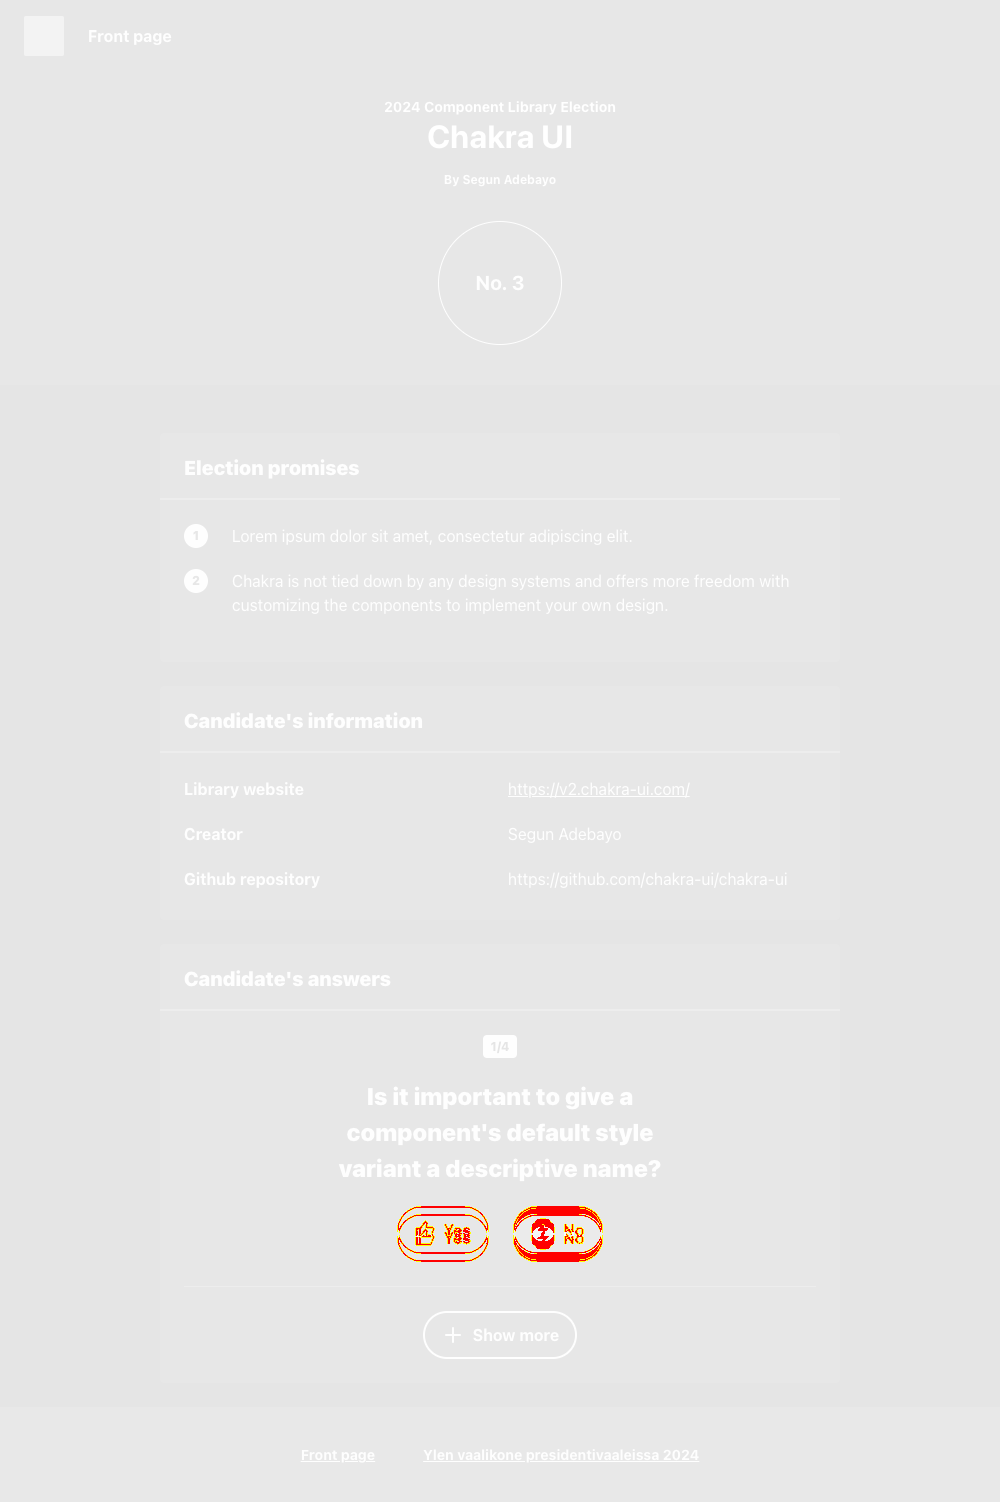 Front page
2024 Component Library Election
Chakra UI
By Segun Adebayo
No. 3
Election promises
1 Lorem ipsum dolor sit amet, consectetur adipiscing elit.
2 Chakra is not tied down by any design systems and offers more freedom with
customizing the components to implement your own design.
Candidate's information
Library website https://v2.chakra-ui.com/
Creator Segun Adebayo
Github repository https://github.com/chakra-ui/chakra-ui
Candidate's answers
1/4
Is it important to give a
component's default style
variant a descriptive name?
Yes No
Show more
Front page Ylen vaalikone presidentivaaleissa 2024